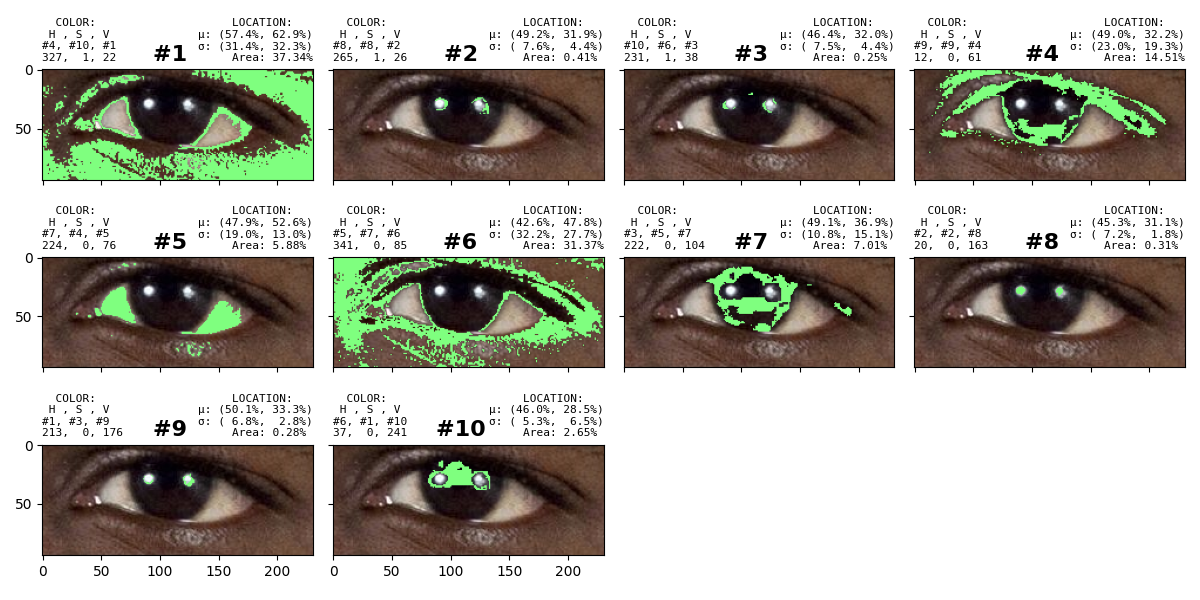 COLOR: LOCATION:
H , S , V μ: (57.4%, 62.9%)
#4, #10, #1 σ: (31.4%, 32.3%)
327, 1, 22 #1 Area: 37.34%
COLOR: LOCATION:
H , S , V μ: (49.2%, 31.9%)
#8, #8, #2 σ: ( 7.6%, 4.4%)
265, 1, 26 #2 Area: 0.41%
COLOR: LOCATION:
H , S , V μ: (46.4%, 32.0%)
#10, #6, #3 σ: ( 7.5%, 4.4%)
231, 1, 38 #3 Area: 0.25%
COLOR: LOCATION:
H , S , V μ: (49.0%, 32.2%)
#9, #9, #4 σ: (23.0%, 19.3%)
12, 0, 61 #4 Area: 14.51%
0
50
COLOR: LOCATION:
H , S , V μ: (47.9%, 52.6%)
#7, #4, #5 σ: (19.0%, 13.0%)
224, 0, 76 #5 Area: 5.88%
COLOR: LOCATION:
H , S , V μ: (42.6%, 47.8%)
#5, #7, #6 σ: (32.2%, 27.7%)
341, 0, 85 #6 Area: 31.37%
COLOR: LOCATION:
H , S , V μ: (49.1%, 36.9%)
#3, #5, #7 σ: (10.8%, 15.1%)
222, 0, 104 #7 Area: 7.01%
COLOR: LOCATION:
H , S , V μ: (45.3%, 31.1%)
#2, #2, #8 σ: ( 7.2%, 1.8%)
20, 0, 163 #8 Area: 0.31%
0
50
COLOR: LOCATION:
H , S , V μ: (50.1%, 33.3%)
#1, #3, #9 σ: ( 6.8%, 2.8%)
213, 0, 176 #9 Area: 0.28%
COLOR: LOCATION:
H , S , V μ: (46.0%, 28.5%)
#6, #1, #10 σ: ( 5.3%, 6.5%)
37, 0, 241 #10 Area: 2.65%
0
50
0 50 100 150 200
0 50 100 150 200